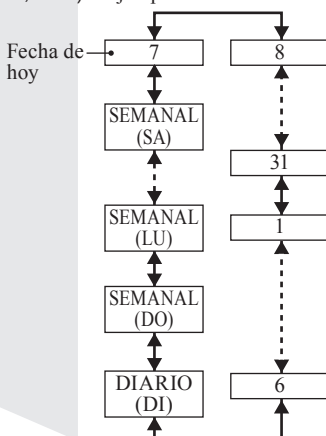 Fecha de
hoy
7
8
SEMANAL
(SA)
31
SEMANAL
(LU)
1
SEMANAL
(DO)
DIARIO
(DI)
6